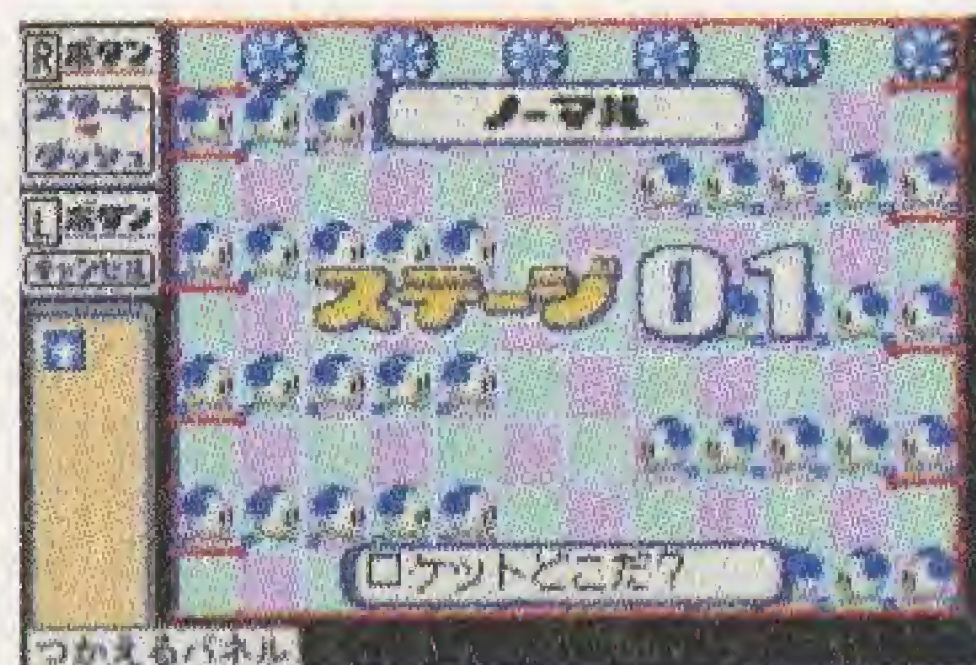 Rボタン
スタート
ダッシュ
Lボタン
キャンセル
ノーマル
ステージ01
ロケットどこだ?
つかえるパネル